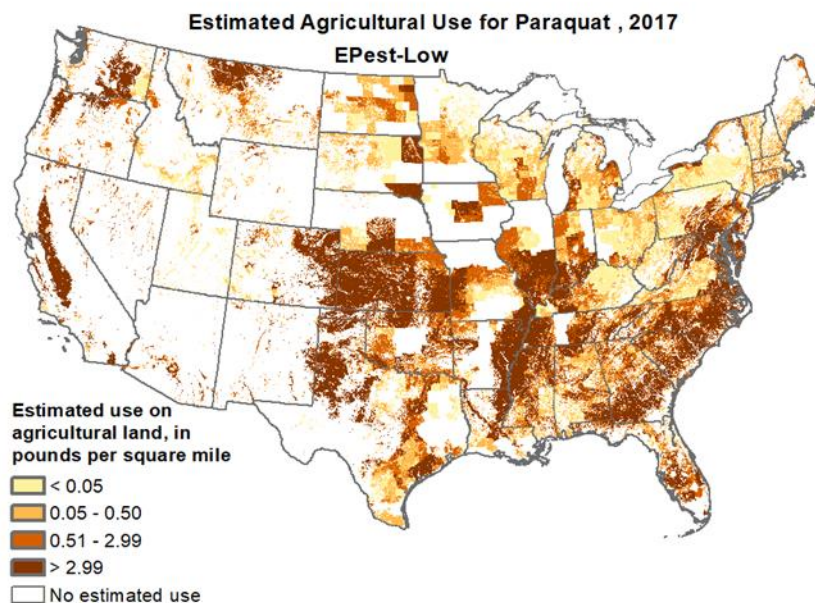 Estimated Agricultural Use for Paraquat , 2017
EPest-Low
Estimated use on
agricultural land, in
pounds per square mile
< 0.05
0.05 - 0.50
0.51 - 2.99
> 2.99
No estimated use